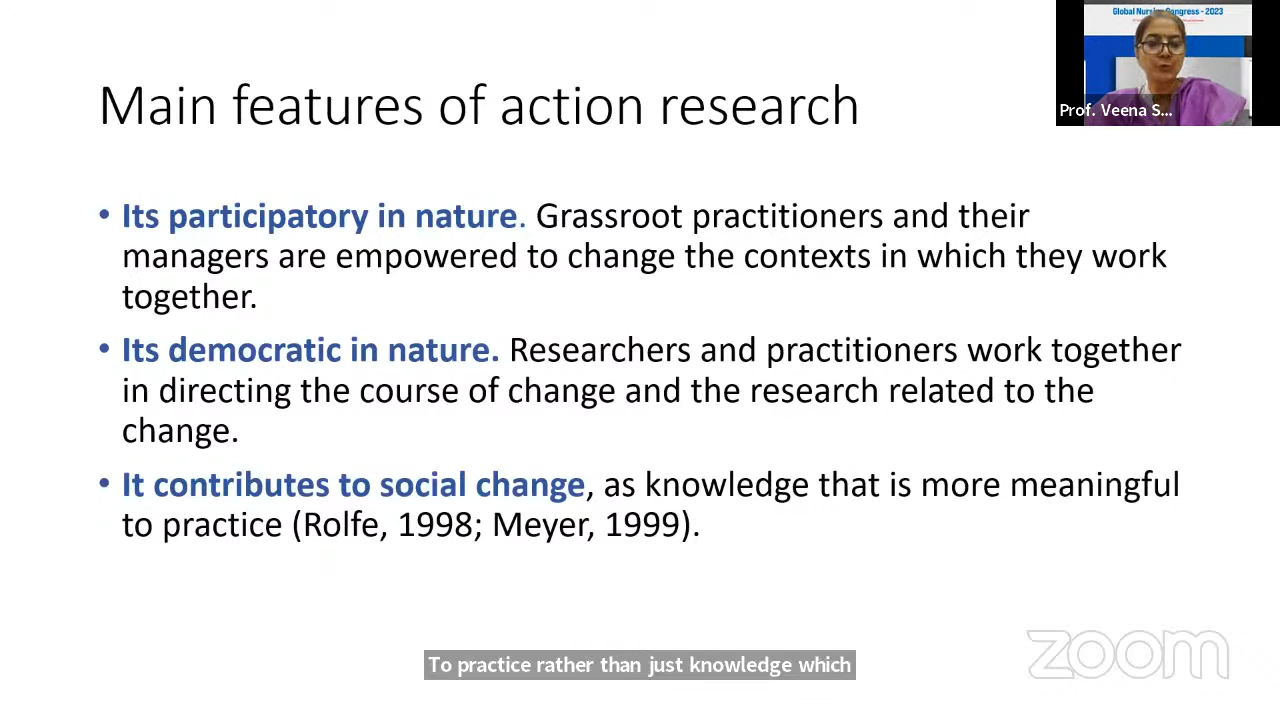 Global Nursing Congress - 2023
Prof. Veena S...
Main features of action research
• Its participatory in nature. Grassroot practitioners and their
managers are empowered to change the contexts in which they work
together.
• Its democratic in nature. Researchers and practitioners work together
in directing the course of change and the research related to the
change.
• It contributes to social change, as knowledge that is more meaningful
to practice (Rolfe, 1998; Meyer, 1999).
zoom
To practice rather than just knowledge which